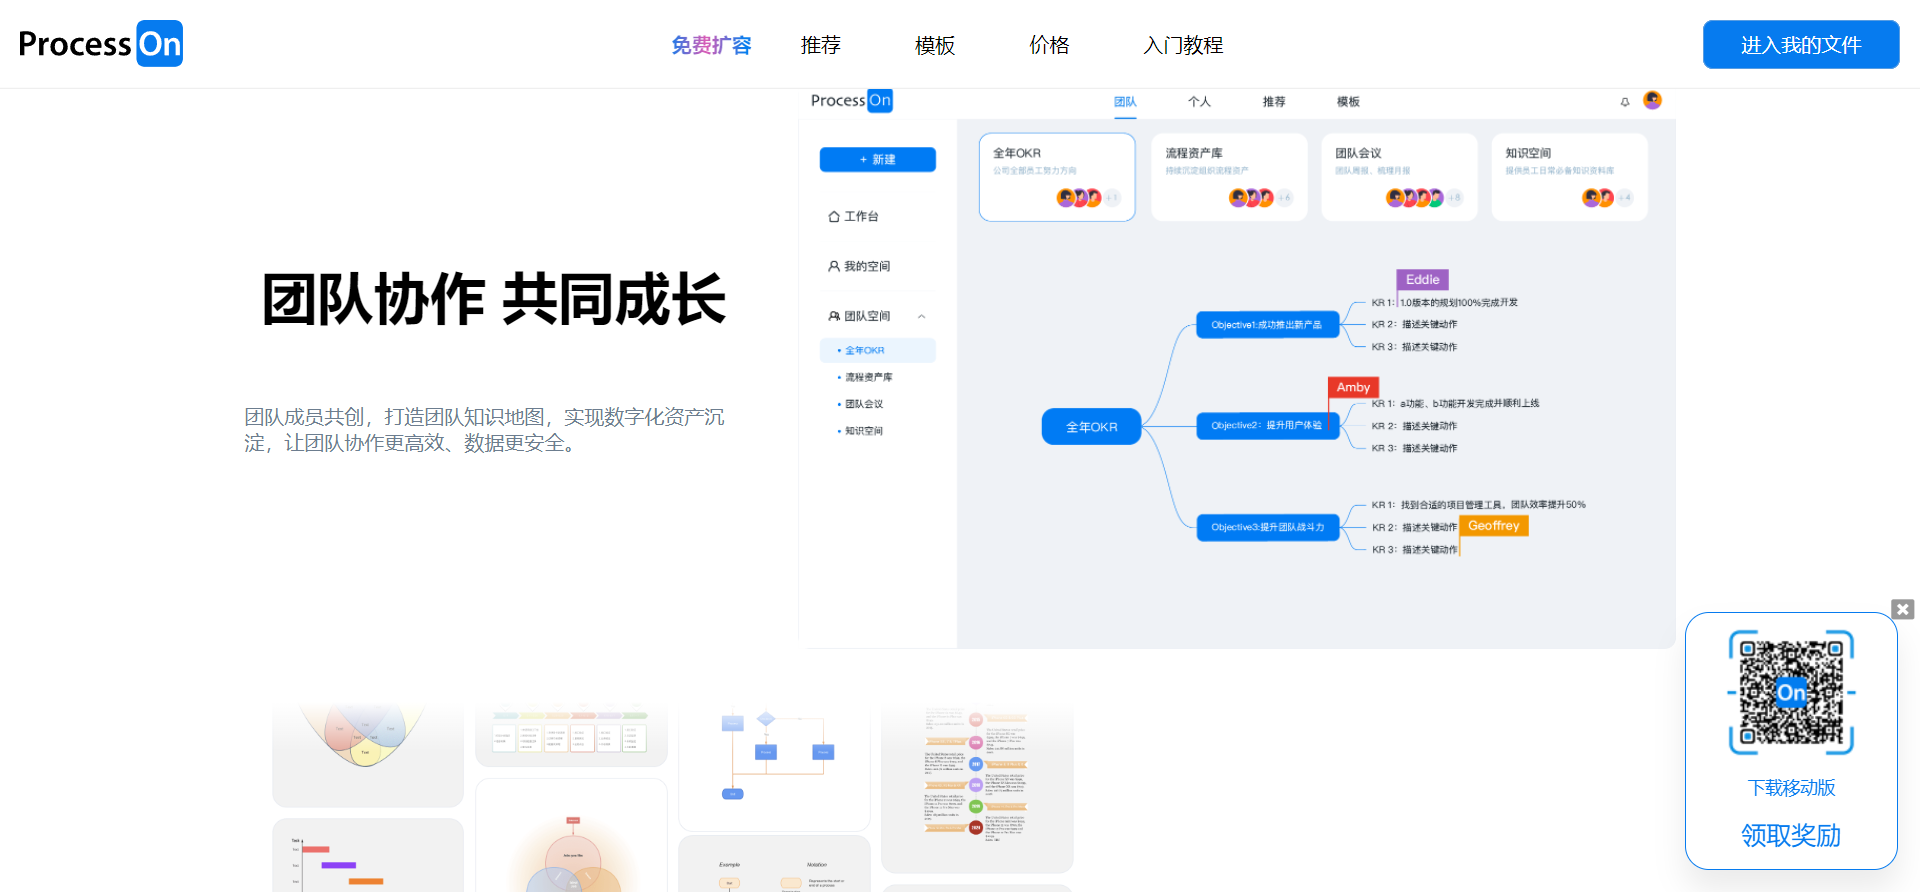 ProcessOn
免费扩容
推荐
模板
价格
入门教程
进入我的文件
ProcessOn
团队
个人
推荐
模板
+ 新建
全年OKR
公司全部员工努力方向
+1
流程资产库
持续沉淀组织流程资产
+6
团队会议
团队周报、梳理月报
+8
知识空间
提供员工日常必备知识资料库
+4
工作台
我的空间
团队空间
全年OKR
流程资产库
团队会议
知识空间
团队协作 共同成长
团队成员共创，打造团队知识地图，实现数字化资产沉
淀，让团队协作更高效、数据更安全。
Eddie
KR 1：1.0版本的规划100%完成开发
Objective1:成功推出新产品
KR 2：描述关键动作
KR 3：描述关键动作
Amby
KR 1：a功能、b功能开发完成并顺利上线
全年OKR
Objective2：提升用户体验
KR 2：描述关键动作
KR 3：描述关键动作
KR 1：找到合适的项目管理工具，团队效率提升50%
Objective3:提升团队战斗力
KR 2：描述关键动作
Geoffrey
KR 3：描述关键动作
On
下载移动版
领取奖励
Example
Notation